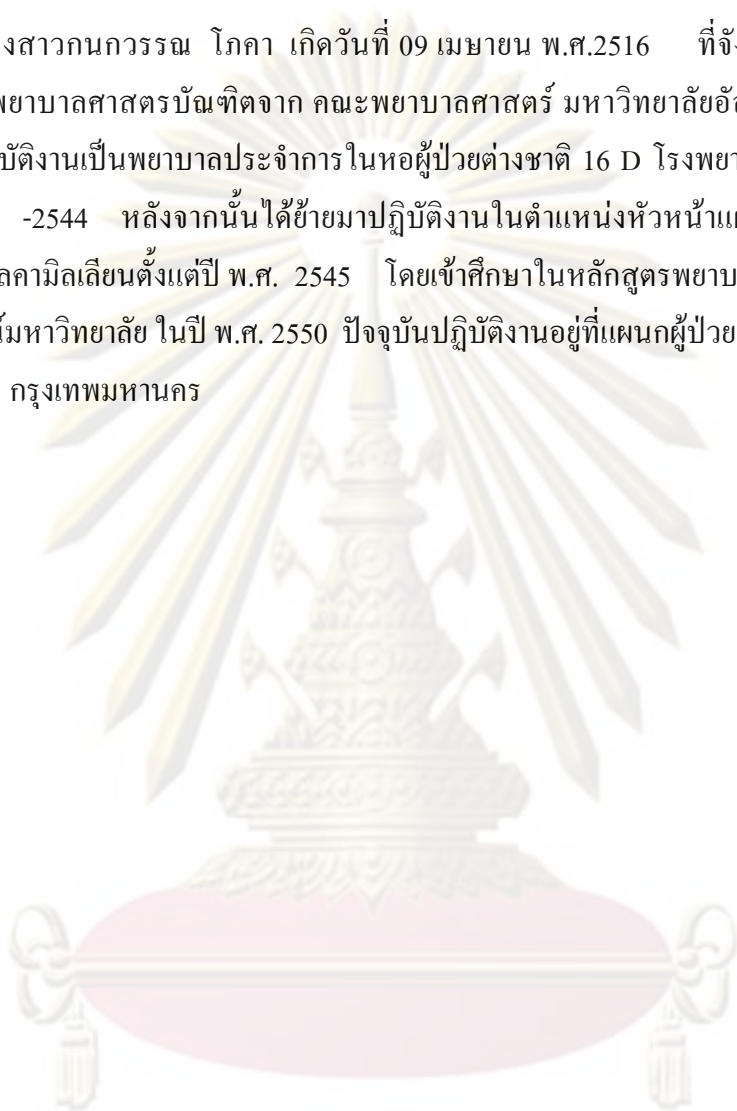 งสาวกนกวรรณ โภคา เกิดวันที่ 09 เมษายน พ.ศ.2516 ที่จัง
พยาบาลศาสตรบัณฑิตจาก คณะพยาบาลศาสตร์ มหาวิทยาลัยอัส
บัติงานเป็นพยาบาลประจำการในหอผู้ป่วยต่างชาติ 16 D โรงพยา
-2544 หลังจากนั้นได้ย้ายมาปฏิบัติงานในตำแหน่งหัวหน้าแผ
ลคามิลเลียนตั้งแต่ปี พ.ศ. 2545 โดยเข้าศึกษาในหลักสูตรพยาบ
น์มหาวิทยาลัย ในปี พ.ศ. 2550 ปัจจุบันปฏิบัติงานอยู่ที่แผนกผู้ป่วย
กรุงเทพมหานคร